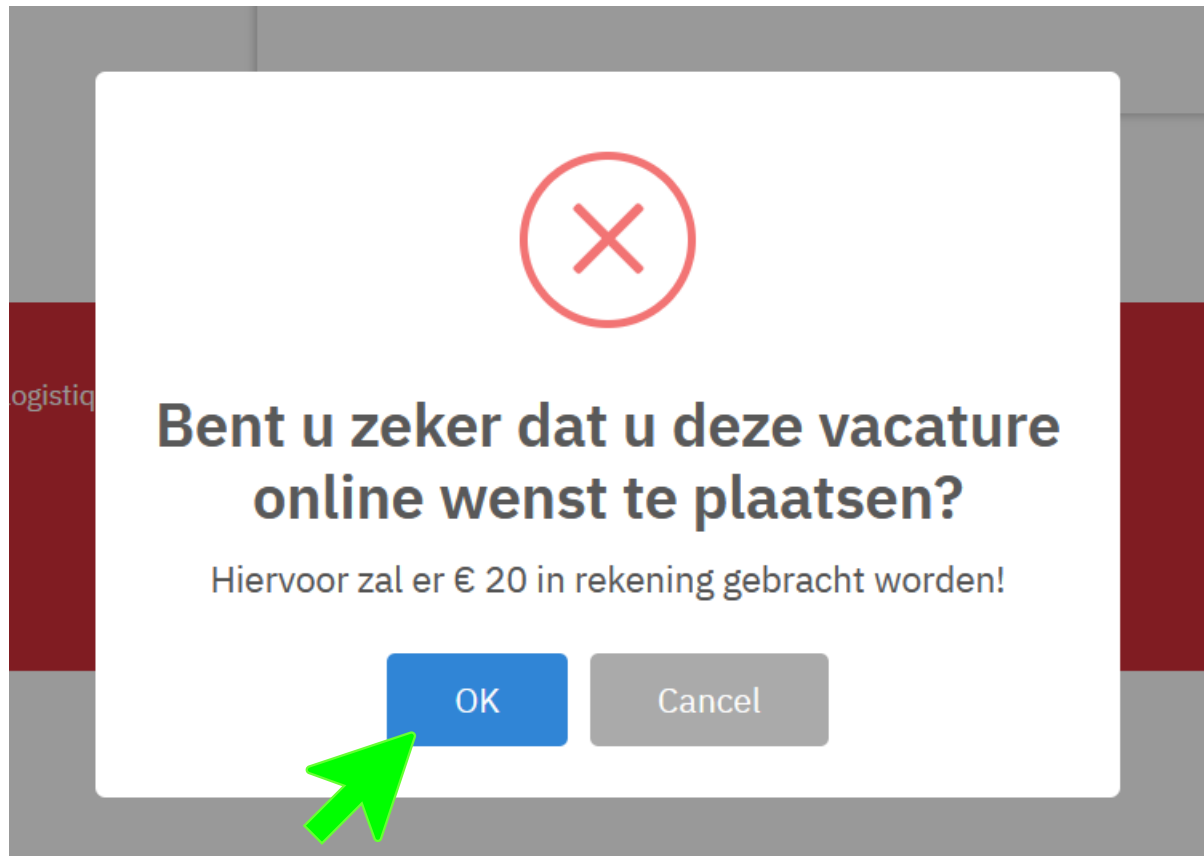 ogistiq
Bent u zeker dat u deze vacature
online wenst te plaatsen?
Hiervoor zal er € 20 in rekening gebracht worden!
OK
Cancel